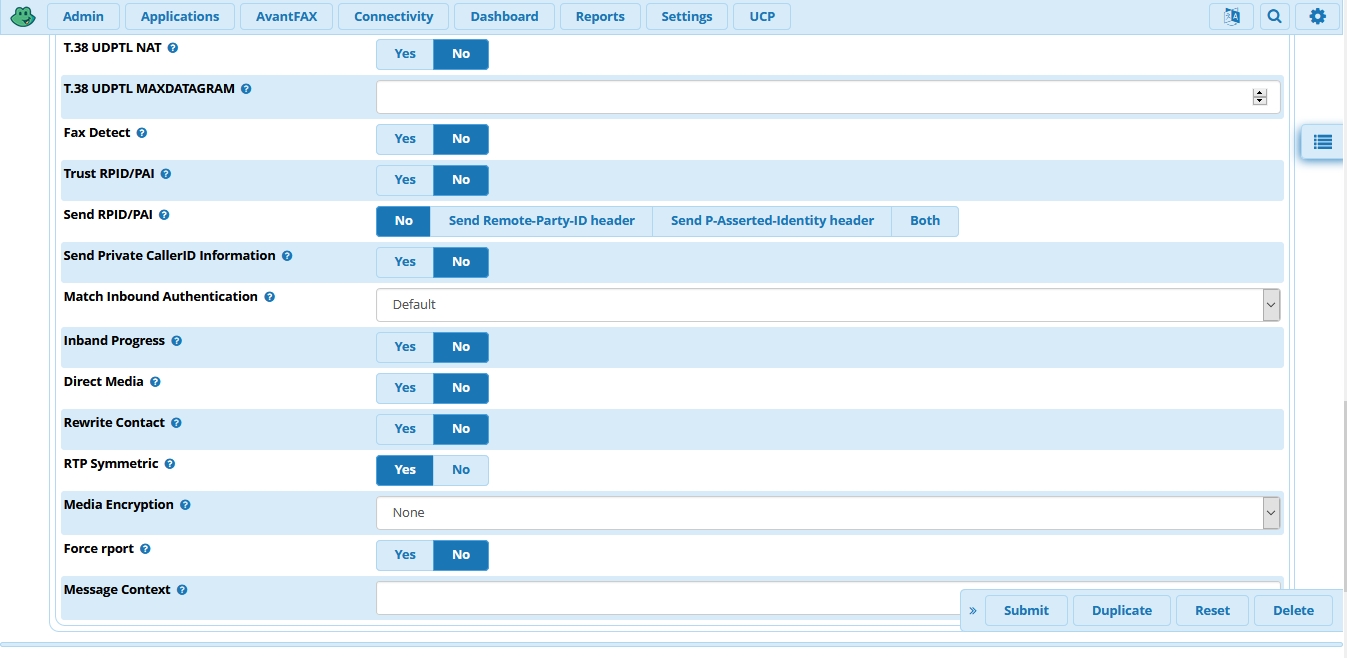 Admin Applications AvantFAX Connectivity Dashboard Reports Settings UCP
T.38 UDPTL NAT Yes No
T.38 UDPTL MAXDATAGRAM
Fax Detect Yes No
Trust RPID/PAI Yes No
Send RPID/PAI No Send Remote-Party-ID header Send P-Asserted-Identity header Both
Send Private CallerID Information Yes No
Match Inbound Authentication Default
Inband Progress Yes No
Direct Media Yes No
Rewrite Contact Yes No
RTP Symmetric Yes No
Media Encryption None
Force rport Yes No
Message Context
» Submit Duplicate Reset Delete